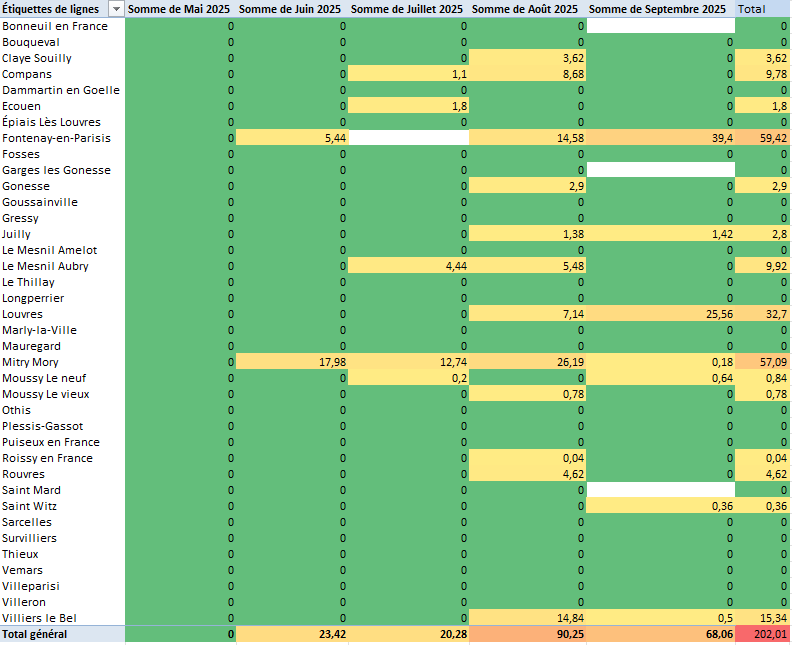 Étiquettes de lignes Somme de Mai 2025 Somme de Juin 2025 Somme de Juillet 2025 Somme de Août 2025 Somme de Septembre 2025 Total
Bonneuil en France 0 0 0 0 0
Bouqueval 0 0 0 0 0 0
Claye Souilly 0 0 0 3,62 0 3,62
Compans 0 0 1,1 8,68 0 9,78
Dammartin en Goelle 0 0 0 0 0 0
Ecouen 0 0 1,8 0 0 1,8
Épiais Lès Louvres 0 0 0 0 0 0
Fontenay-en-Parisis 0 5,44 14,58 39,4 59,42
Fosses 0 0 0 0 0 0
Garges les Gonesse 0 0 0 0 0
Gonesse 0 0 0 2,9 0 2,9
Goussainville 0 0 0 0 0 0
Gressy 0 0 0 0 0 0
Juilly 0 0 0 1,38 1,42 2,8
Le Mesnil Amelot 0 0 0 0 0 0
Le Mesnil Aubry 0 0 4,44 5,48 0 9,92
Le Thillay 0 0 0 0 0 0
Longperrier 0 0 0 0 0 0
Louvres 0 0 0 7,14 25,56 32,7
Marly-la-Ville 0 0 0 0 0 0
Mauregard 0 0 0 0 0 0
Mitry Mory 0 17,98 12,74 26,19 0,18 57,09
Moussy Le neuf 0 0 0,2 0 0,64 0,84
Moussy Le vieux 0 0 0 0,78 0 0,78
Othis 0 0 0 0 0 0
Plessis-Gassot 0 0 0 0 0 0
Puiseux en France 0 0 0 0 0 0
Roissy en France 0 0 0 0,04 0 0,04
Rouvres 0 0 0 4,62 0 4,62
Saint Mard 0 0 0 0 0
Saint Witz 0 0 0 0 0,36 0,36
Sarcelles 0 0 0 0 0 0
Survilliers 0 0 0 0 0 0
Thieux 0 0 0 0 0 0
Vemars 0 0 0 0 0 0
Villeparisi 0 0 0 0 0 0
Villeron 0 0 0 0 0 0
Villiers le Bel 0 0 0 14,84 0,5 15,34
Total général 0 23,42 20,28 90,25 68,06 202,01